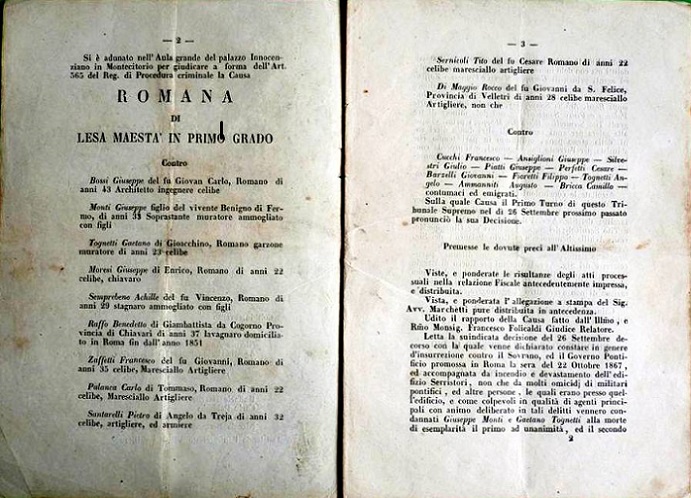 — 2 —
Si è adunato nell'Aula grande del palazzo Innocen-
ziano in Montecitorio per giudicare a forma dell'Art.
565 del Reg. di Procedura criminale la Causa
ROMANA
DI
LESA MAESTA' IN PRIMO GRADO
Contro
Bossi Giuseppe del fu Giovan Carlo, Romano di
anni 43 Architetto ingegnere celibe
Monti Giuseppe figlio del vivente Benigno di Fer-
mo, di anni 33 Soprastante muratore ammogliato
con figli
Tognetti Gaetano di Gioacchino, Romano garzone
muratore di anni 23 celibe
Moresi Giuseppe di Enrico, Romano di anni 22
celibe, chiavaro
Semprebene Achille del fu Vincenzo, Romano di
anni 29 stagnaro ammogliato con figli
Raffo Benedetto di Giambattista da Cogorno Pro-
vincia di Chiavari di anni 37 lavagnaro domicilia-
to in Roma fin dall'anno 1851
Zaffetti Francesco del fu Giovanni, Romano di
anni 35 celibe, Maresciallo Artigliere
Palanca Carlo di Tommaso, Romano di anni 22
celibe, Maresciallo Artigliere
Santarelli Pietro di Angelo da Treja di anni 32
celibe, artigliere, ed armiere
— 3 —
Sernicoli Tito del fu Cesare Romano di anni 22
celibe maresciallo artigliere
Di Maggio Rocco del fu Giovanni da S. Felice,
Provincia di Velletri di anni 28 celibe maresciallo
Artigliere, non che
Contro
Cucchi Francesco — Ansiglioni Giuseppe — Silve-
stri Giulio — Piatti Giuseppe — Perfetti Cesare —
Barzelli Giovanni — Fioretti Filippo — Tognetti An-
gelo — Ammanniti Augusto — Bricca Camillo —
contumaci ed emigrati.
Sulla quale Causa il Primo Turno di questo Tri-
bunale Supremo nel dì 26 Settembre prossimo passato
pronunciò la sua Decisione.
Premesse le dovute preci all'Altissimo
Viste, e ponderate le risultanze degli atti proces-
suali nella relazione Fiscale antecedentemente impressa,
e distribuita.
Vista, e ponderata l'allegazione a stampa del Sig.
Avv. Marchetti pure distribuita in antecedenza.
Udito il rapporto della Causa fatto dall'Illmo, e
Rmo Monsig. Francesco Folicaldi Giudice Relatore.
Letta la suindicata decisione del 26 Settembre de-
corso con la quale venne dichiarato constare in genere
d'insurrezione contro il Sovrano, ed il Governo Ponti-
ficio promossa in Roma la sera del 22 Ottobre 1867,
ed accompagnata da incendio e devastamento dell'edi-
fizio Serristori, non che da molti omicidj di militari
pontificj, ed altre persone, le quali erano presso quel-
l'edificio, e come colpevoli in qualità di agenti princi-
pali con animo deliberato in tali delitti vennero con-
dannati Giuseppe Monti e Gaetano Tognetti alla morte
di esemplarità il primo ad unanimità, ed il secondo
2